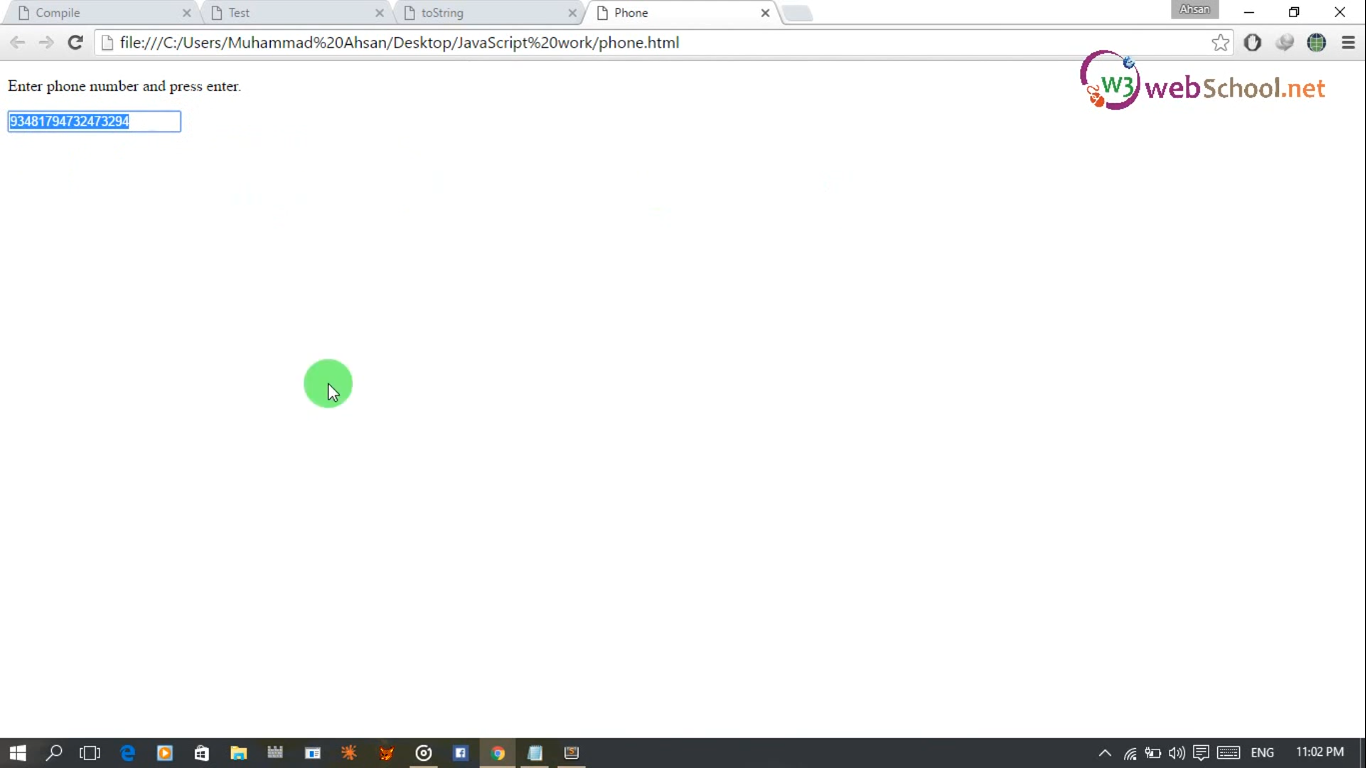 Compile
Test
toString
Phone
Ahsan
file:///C:/Users/Muhammad%20Ahsan/Desktop/JavaScript%20work/phone.html
Enter phone number and press enter.
W3 webSchool.net
93481794732473294
ENG
11:02 PM